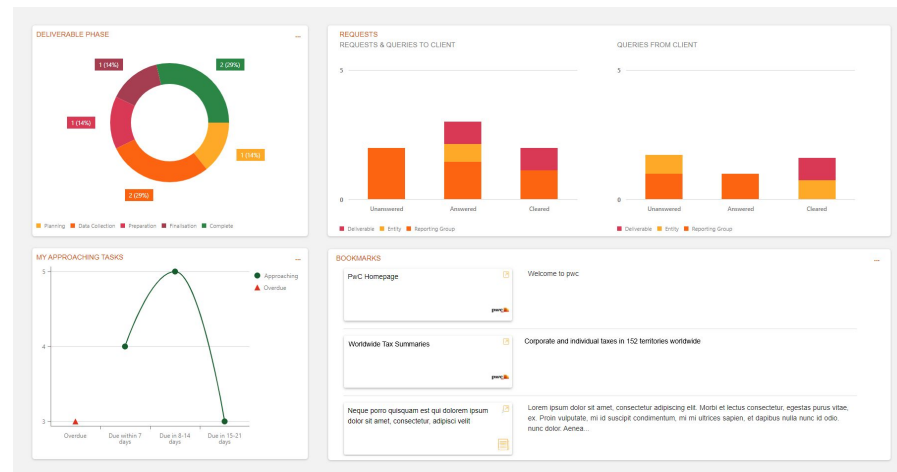 DELIVERABLE PHASE
...
1 (14%)
2 (29%)
1 (14%)
1 (14%)
2 (29%)
Planning Data Collection Preparation Finalisation Complete
REQUESTS
REQUESTS & QUERIES TO CLIENT
QUERIES FROM CLIENT
5
0
Unanswered Answered Cleared
Deliverable Entity Reporting Group
5
0
Unanswered Answered Cleared
Deliverable Entity Reporting Group
MY APPROACHING TASKS
...
5
4
3
Approaching
Overdue
Overdue
Due within 7
days
Due in 8-14
days
Due in 15-21
days
BOOKMARKS
...
PwC Homepage
pwc
Welcome to pwc
Worldwide Tax Summaries
pwc
Corporate and individual taxes in 152 territories worldwide
Neque porro quisquam est qui dolorem ipsum
dolor sit amet, consectetur, adipisci velit
Lorem ipsum dolor sit amet, consectetur adipiscing elit. Morbi et lectus consectetur, egestas purus vitae,
ex. Proin vulputate, mi id suscipit condimentum, mi mi ultrices sapien, et dapibus nulla nunc id odio.
nunc dolor. Aenea...